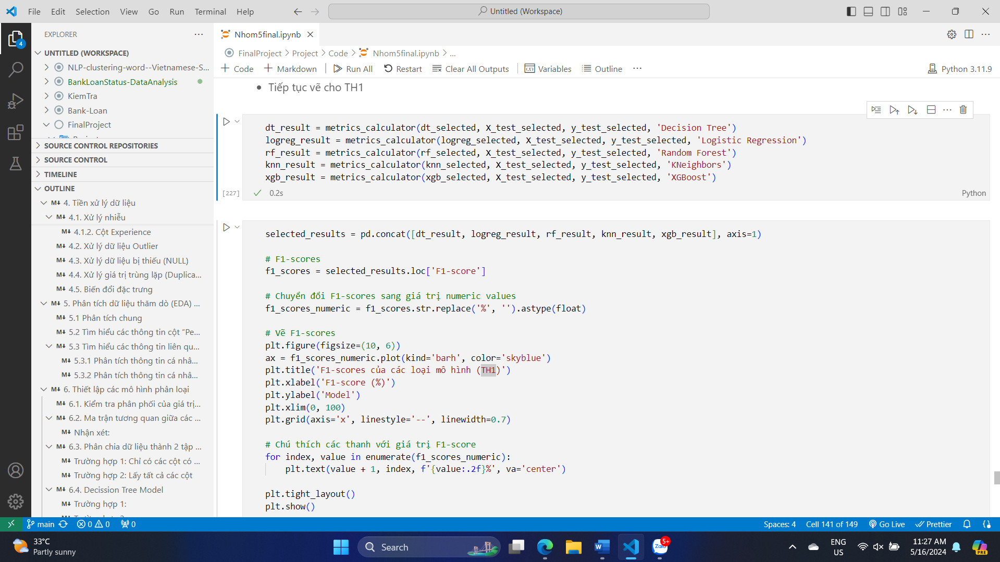 File Edit Selection View Go Run Terminal Help
Untitled (Workspace)
EXPLORER
UNTITLED (WORKSPACE)
NLP-clustering-word--Vietnamese-S...
BankLoanStatus-DataAnalysis
KiemTra
Bank-Loan
FinalProject
SOURCE CONTROL REPOSITORIES
SOURCE CONTROL
TIMELINE
OUTLINE
4. Tiền xử lý dữ liệu
4.1. Xử lý nhiễu
4.1.2. Cột Experience
4.2. Xử lý dữ liệu Outlier
4.3. Xử lý dữ liệu bị thiếu (NULL)
4.4. Xử lý giá trị trùng lặp (Duplica...
4.5. Biến đổi đặc trưng
5. Phân tích dữ liệu thăm dò (EDA) ...
5.1 Phân tích chung
5.2 Tìm hiểu các thông tin cột “Pe...
5.3 Tìm hiểu các thông tin liên qu...
5.3.1 Phân tích thông tin cá nhâ...
5.3.2 Phân tích thông tin cá nhâ...
6. Thiết lập các mô hình phân loại
6.1. Kiểm tra phân phối của giá trị...
6.2. Ma trận tương quan giữa các ...
Nhận xét:
6.3. Phân chia dữ liệu thành 2 tập ...
Trường hợp 1: Chỉ có các cột có ...
Trường hợp 2: Lấy tất cả các cột
6.4. Decission Tree Model
Trường hợp 1:
Nhom5final.ipynb
FinalProject > Project > Code > Nhom5final.ipynb > ...
+ Code + Markdown Run All Restart Clear All Outputs Variables Outline ...
Python 3.11.9
• Tiếp tục vẽ cho TH1
dt_result = metrics_calculator(dt_selected, X_test_selected, y_test_selected, 'Decision Tree')
logreg_result = metrics_calculator(logreg_selected, X_test_selected, y_test_selected, 'Logistic Regression')
rf_result = metrics_calculator(rf_selected, X_test_selected, y_test_selected, 'Random Forest')
knn_result = metrics_calculator(knn_selected, X_test_selected, y_test_selected, 'KNeighbors')
xgb_result = metrics_calculator(xgb_selected, X_test_selected, y_test_selected, 'XGBoost')
[227] 0.2s Python
selected_results = pd.concat([dt_result, logreg_result, rf_result, knn_result, xgb_result], axis=1)
# F1-scores
f1_scores = selected_results.loc['F1-score']
# Chuyển đổi F1-scores sang giá trị numeric values
f1_scores_numeric = f1_scores.str.replace('%', '').astype(float)
# Vẽ F1-scores
plt.figure(figsize=(10, 6))
ax = f1_scores_numeric.plot(kind='barh', color='skyblue')
plt.title('F1-scores của các loại mô hình (TH1)')
plt.xlabel('F1-score (%)')
plt.ylabel('Model')
plt.xlim(0, 100)
plt.grid(axis='x', linestyle='--', linewidth=0.7)
# Chú thích các thanh với giá trị F1-score
for index, value in enumerate(f1_scores_numeric):
plt.text(value + 1, index, f'{value:.2f}%', va='center')
plt.tight_layout()
plt.show()
main 0 0 0
Spaces: 4 Cell 141 of 149 Go Live Prettier
33°C
Partly sunny
Search
Zalo
5+
ENG
US
11:27 AM
5/16/2024
PRE